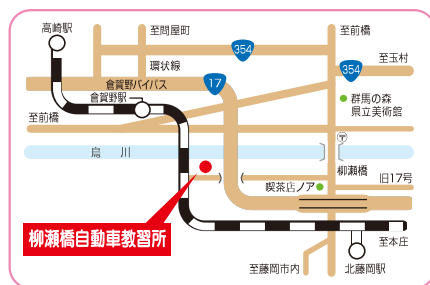 高崎駅
至問屋町
至前橋
354
環状線
354
至玉村
倉賀野バイパス
17
倉賀野駅
群馬の森
県立美術館
至前橋
〒
烏川
柳瀬橋
旧17号
喫茶店ノア
柳瀬橋自動車教習所
至本庄
至藤岡市内
北藤岡駅